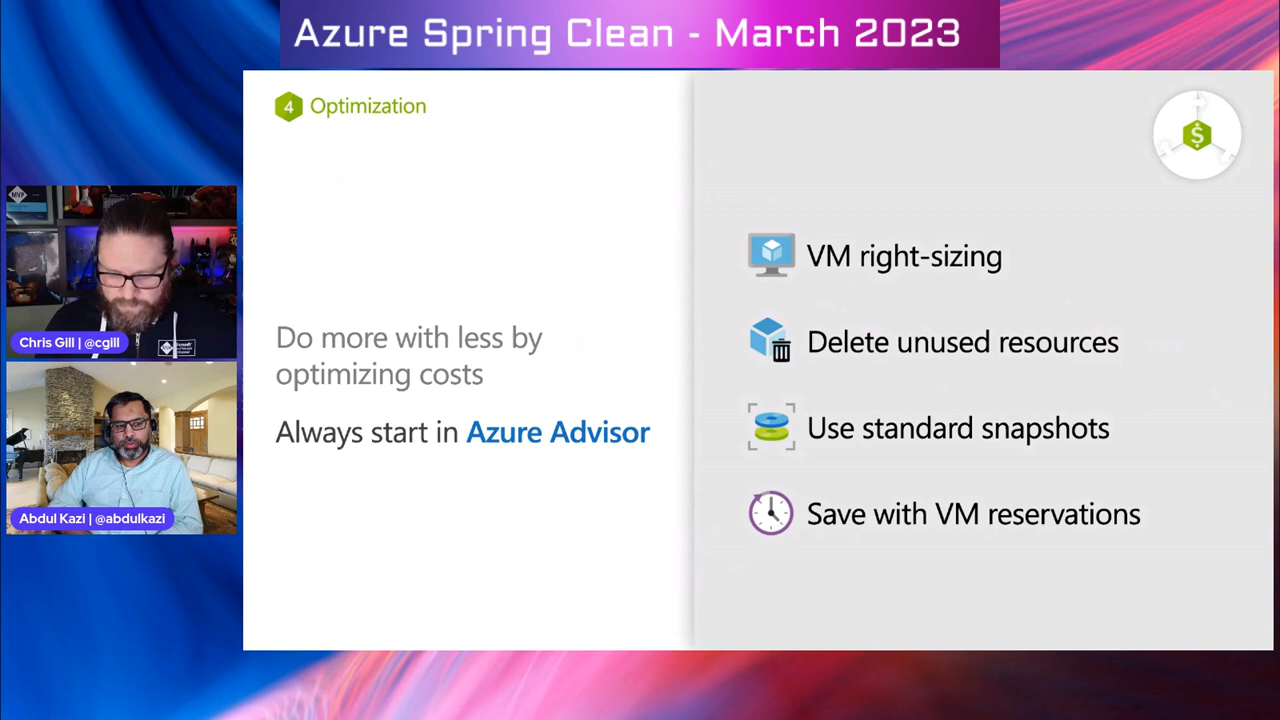 Azure Spring Clean - March 2023
4 Optimization
Do more with less by
optimizing costs
Always start in Azure Advisor
$
VM right-sizing
Delete unused resources
Use standard snapshots
Save with VM reservations
MVP
Chris Gill | @cgill
Abdul Kazi | @abdulkazi